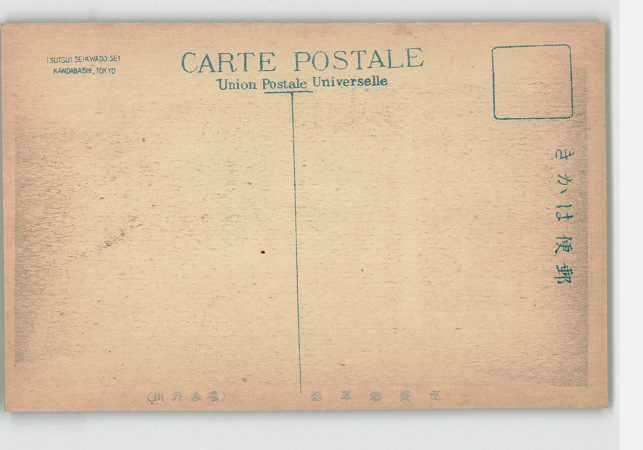 TSUTSUI SEIKWADO SEI
KANDABASHI, TOKYO
CARTE POSTALE
Union Postale Universelle
きかは便郵